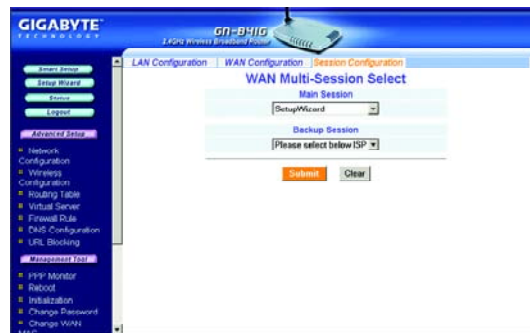 GIGABYTE
TECHNOLOGY
GN-B41G
2.4GHz Wireless Broadband Router
LAN Configuration
WAN Configuration
Session Configuration
WAN Multi-Session Select
Main Session
SetupWizard
Backup Session
Please select below ISP
Submit
Clear
Smart Setup
Setup Wizard
Status
Logout
Advanced Setup
Network
Configuration
Wireless
Configuration
Routing Table
Virtual Server
Firewall Rule
DNS Configuration
URL Blocking
Management Tool
PPP Monitor
Reboot
Initialization
Change Password
Change WAN
MAC